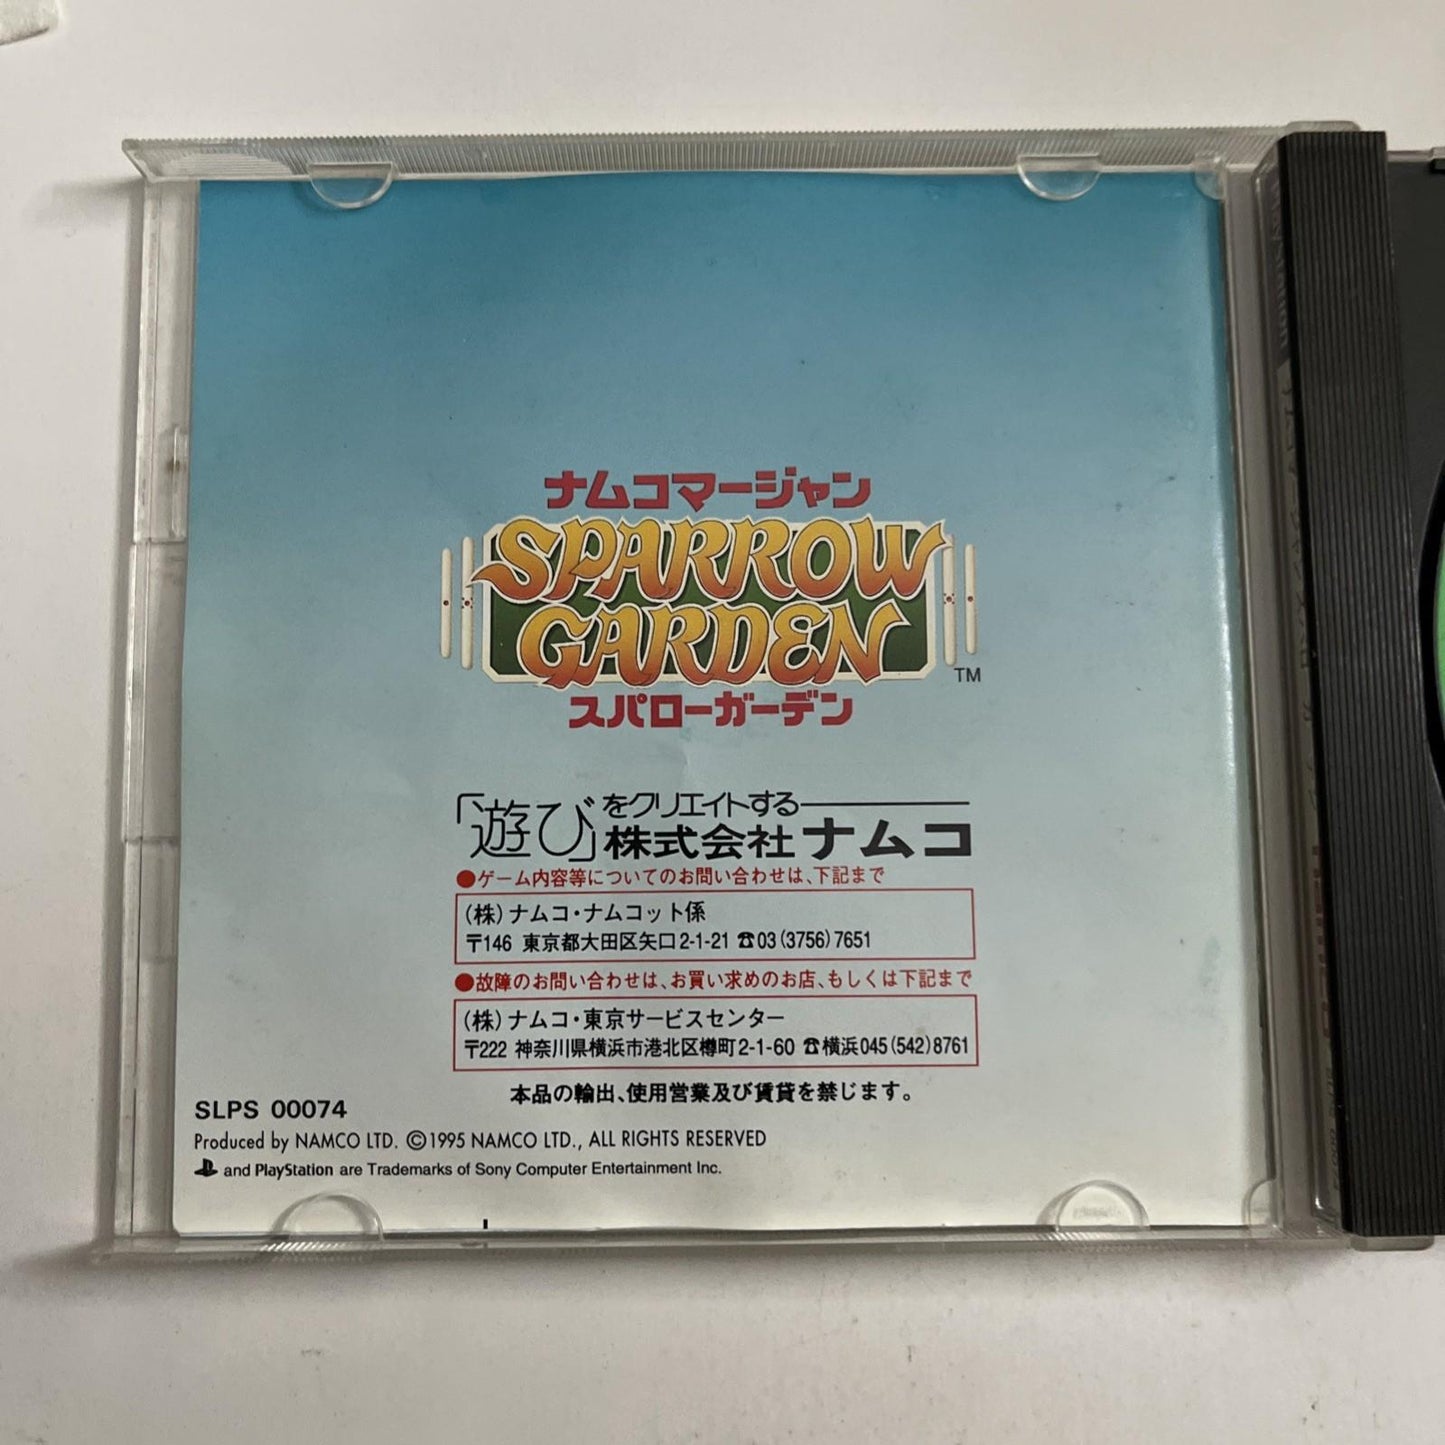 ナムコマージャン
SPARROW
GARDEN
TM
スパローガーデン
「遊び」をクリエイトする
株式会社ナムコ
●ゲーム内容等についてのお問い合わせは、下記まで
(株)ナムコ・ナムコット係
〒146 東京都大田区矢口2-1-21 ☎03(3756)7651
●故障のお問い合わせは、お買い求めのお店、もしくは下記まで
(株)ナムコ・東京サービスセンター
〒222 神奈川県横浜市港北区樽町2-1-60 ☎横浜045(542)8761
本品の輸出、使用営業及び賃貸を禁じます。
SLPS 00074
Produced by NAMCO LTD. ©1995 NAMCO LTD., ALL RIGHTS RESERVED
and PlayStation are Trademarks of Sony Computer Entertainment Inc.